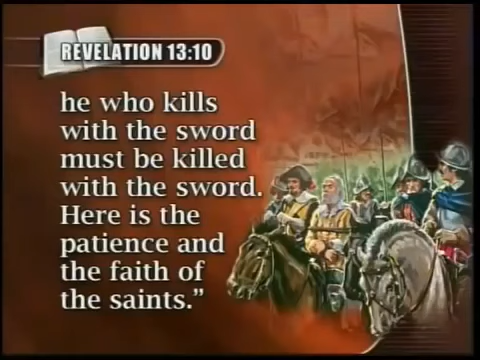 REVELATION 13:10
he who kills
with the sword
must be killed
with the sword.
Here is the
patience and
the faith of
the saints.”